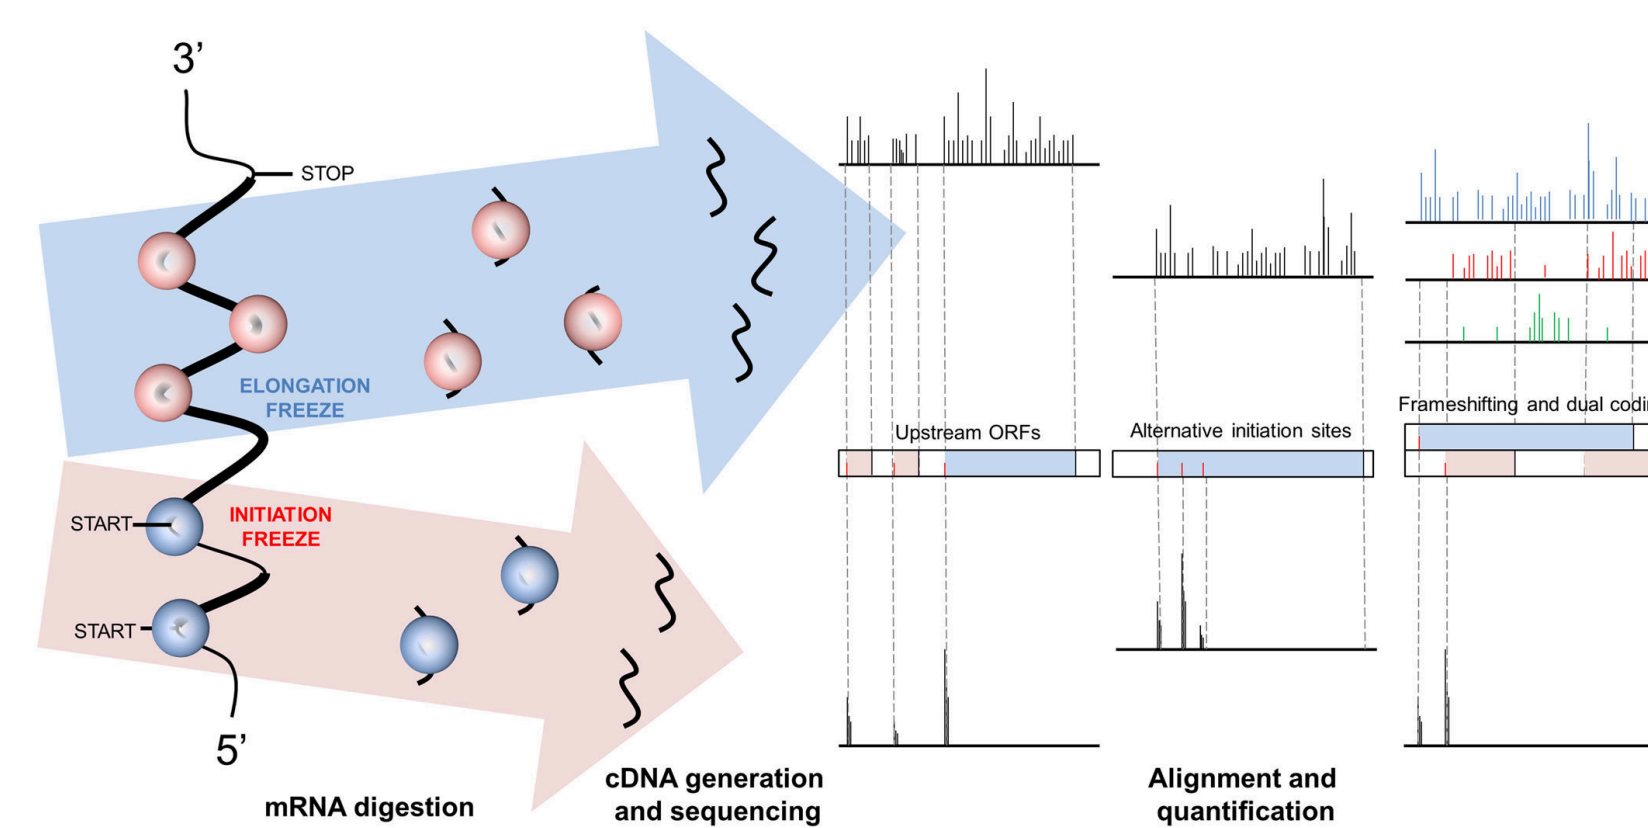 3’
STOP
ELONGATION
FREEZE
START
INITIATION
FREEZE
START
5’
mRNA digestion
cDNA generation
and sequencing
Upstream ORFs
Alternative initiation sites
Frameshifting and dual
Alignment and
quantification